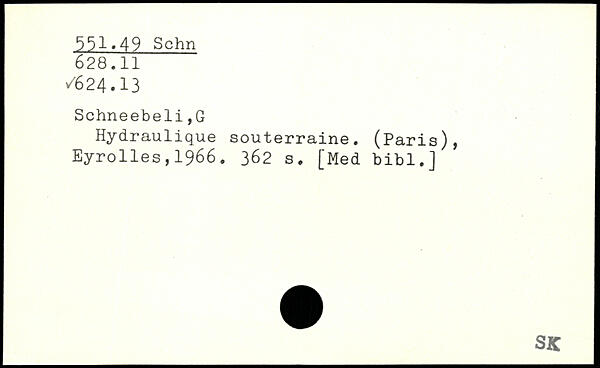 551.49 Schn
628.11
✓624.13
Schneebeli,G
Hydraulique souterraine. (Paris),
Eyrolles,1966. 362 s. [Med bibl.]
SK